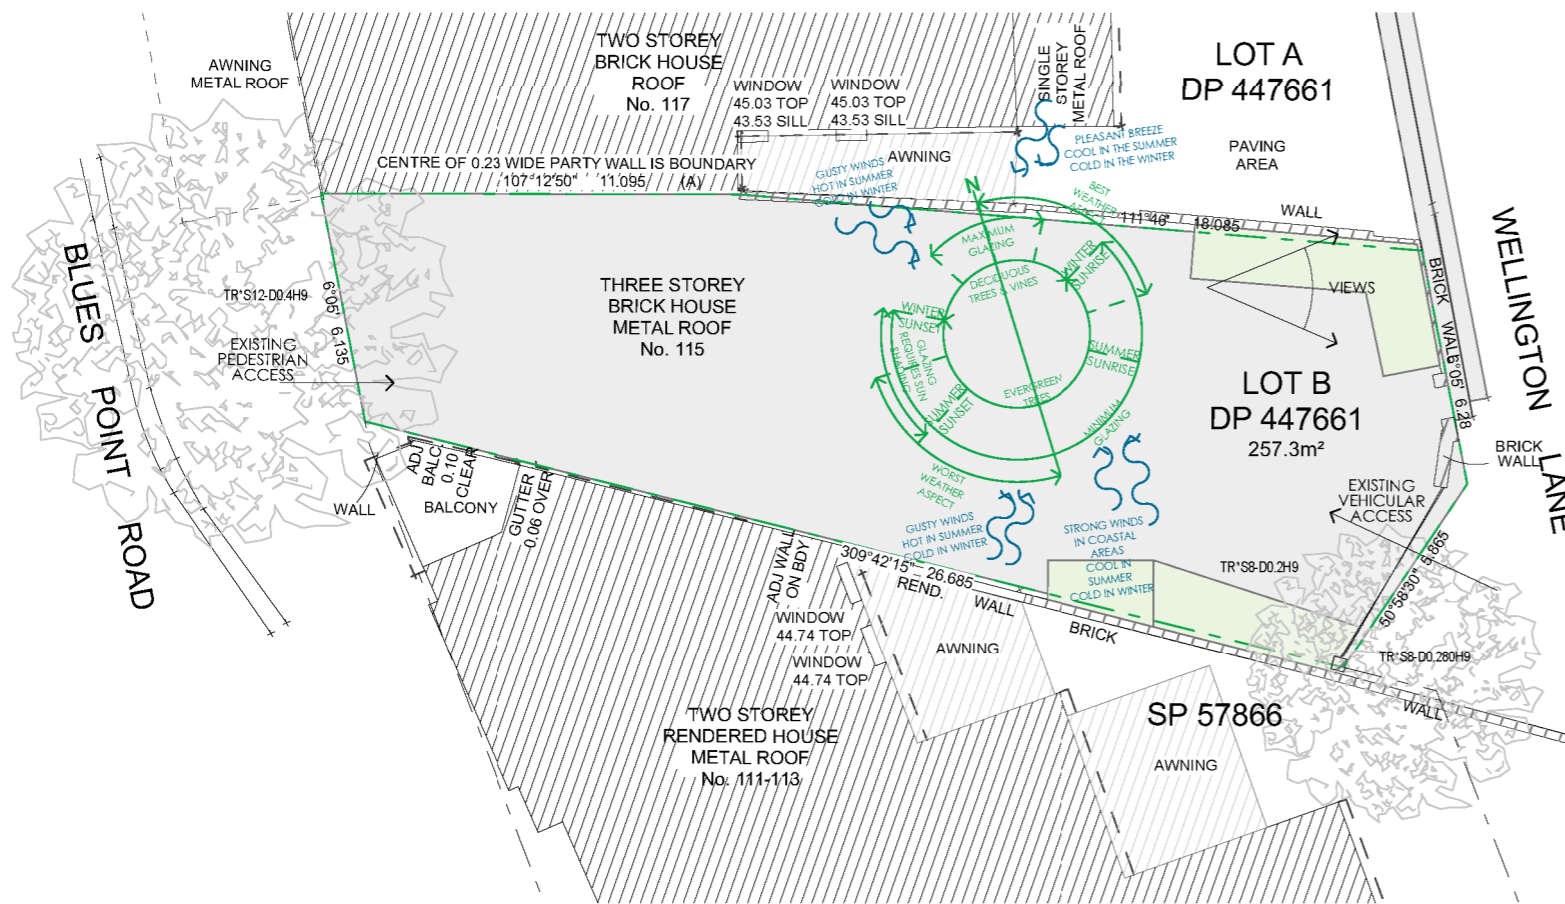 AWNING
METAL ROOF
TWO STOREY
BRICK HOUSE
ROOF
No. 117
WINDOW
45.03 TOP
43.53 SILL
WINDOW
45.03 TOP
43.53 SILL
SINGLE
STOREY
METAL ROOF
LOT A
DP 447661
PAVING
AREA
PLEASANT BREEZE
COOL IN THE SUMMER
COLD IN THE WINTER
CENTRE OF 0.23 WIDE PARTY WALL IS BOUNDARY
107°12'50" 11.095 (A)
AWNING
GUSTY WINDS
HOT IN SUMMER
COLD IN WINTER
N
BEST
WEATHER
ASPECT
111°46' 18.085
WALL
WELLINGTON
LANE
BLUES POINT ROAD
TR*S12-D0.4H9
6°05' 6.135
EXISTING
PEDESTRIAN
ACCESS
THREE STOREY
BRICK HOUSE
METAL ROOF
No. 115
MAXIMUM
GLAZING
DECIDUOUS
TREES & VINES
WINTER
SUNRISE
WINTER
SUNSET
GLAZING
REQUIRES SUN
SHADING
SUMMER
SUNRISE
SUMMER
SUNSET
EVERGREEN
TREES
MINIMUM
GLAZING
WORST
WEATHER
ASPECT
VIEWS
BRICK WALL
6°05' 6.28
LOT B
DP 447661
257.3m²
BRICK
WALL
EXISTING
VEHICULAR
ACCESS
WALL
ADJ
BALC
0.10
CLEAR
BALCONY
GUTTER
0.06 OVER
GUSTY WINDS
HOT IN SUMMER
COLD IN WINTER
STRONG WINDS
IN COASTAL
AREAS
COOL IN
SUMMER
COLD IN WINTER
TR*S8-D0.2H9
50°58'30" 5.865
ADJ WALL
ON BDY
309°42'15" 26.685
REND. WALL
BRICK
WINDOW
44.74 TOP
WINDOW
44.74 TOP
AWNING
TR*S8-D0.280H9
WALL
TWO STOREY
RENDERED HOUSE
METAL ROOF
No. 111-113
SP 57866
AWNING